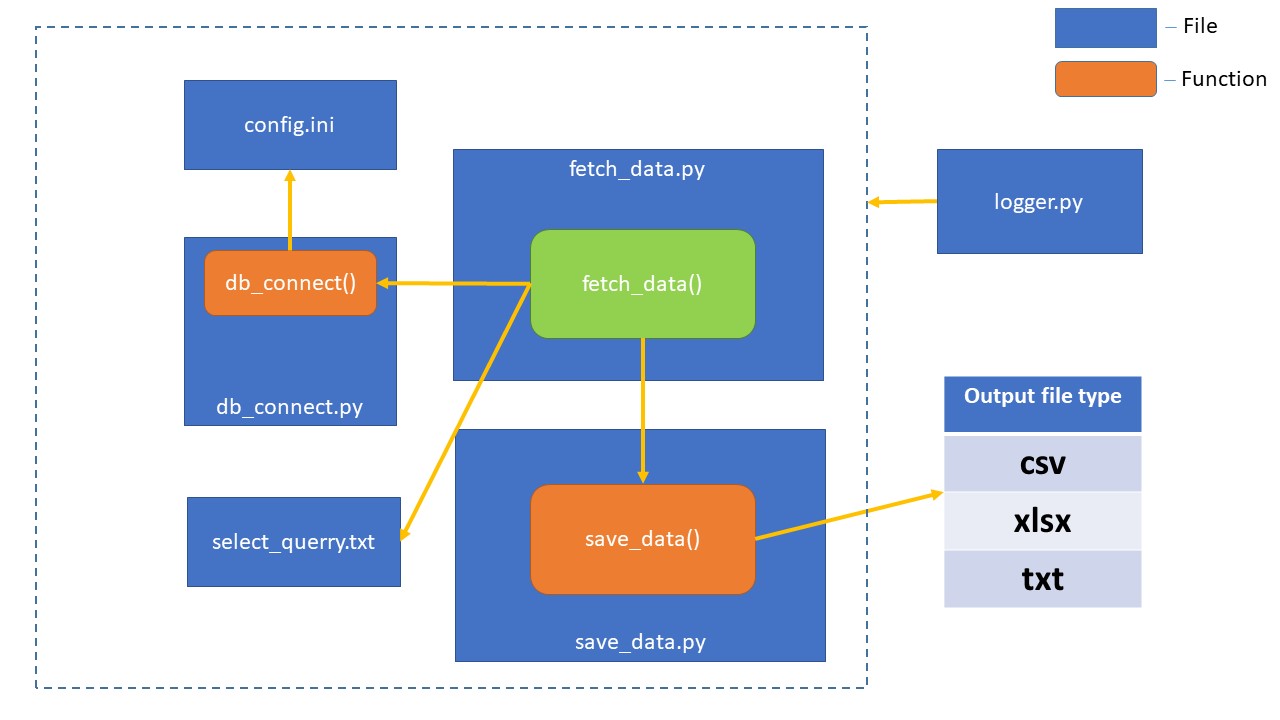 – File
– Function
config.ini
fetch_data.py
logger.py
db_connect()
fetch_data()
db_connect.py
Output file type
csv
xlsx
txt
select_querry.txt
save_data()
save_data.py